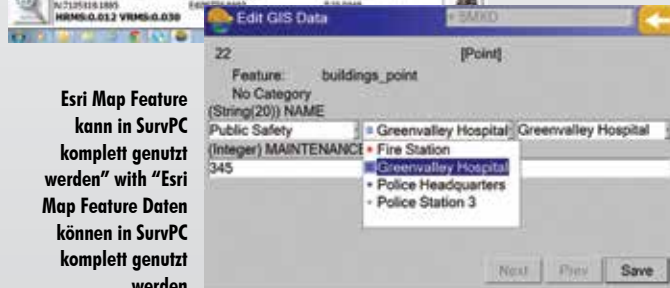 HRMS:0.012 VRMS:0.030
Edit GIS Data
SMXD
22 [Point]
Feature: buildings_point
No Category
(String(20)) NAME
Public Safety Greenvalley Hospital Greenvalley Hospital
(Integer) MAINTENANCE
345
Fire Station
Greenvalley Hospital
Police Headquarters
Police Station 3
Next Prev Save
Esri Map Feature
kann in SurvPC
komplett genutzt
werden” with “Esri
Map Feature Daten
können in SurvPC
komplett genutzt
werden